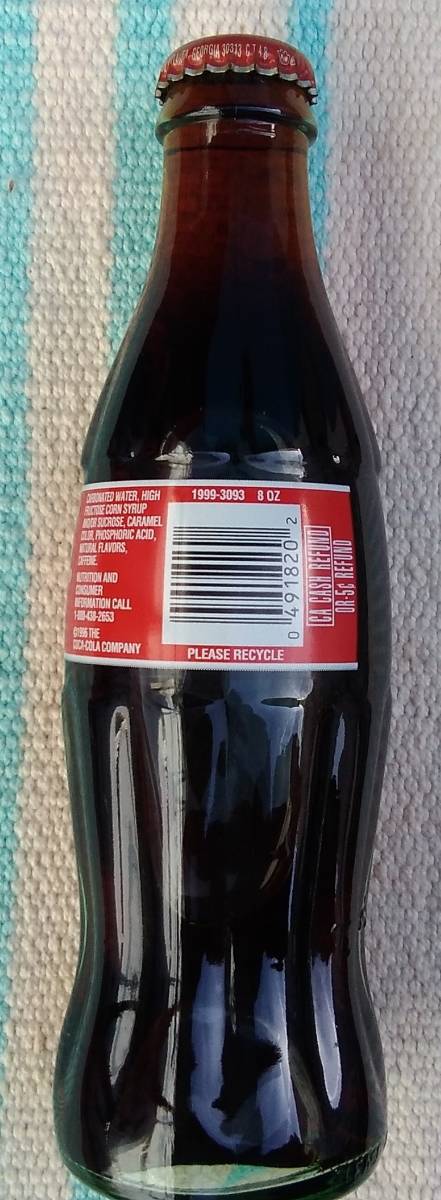 GEORGIA 30313 C T 4 B
CARBONATED WATER, HIGH
FRUCTOSE CORN SYRUP
AND/OR SUCROSE, CARAMEL
COLOR, PHOSPHORIC ACID,
NATURAL FLAVORS,
CAFFEINE.
NUTRITION AND
CONSUMER
INFORMATION CALL
1-800-438-2653
©1996 THE
COCA-COLA COMPANY
1999-3093 8 OZ
0 491820 2
PLEASE RECYCLE
CA CASH REFUND
OR-5¢ REFUND